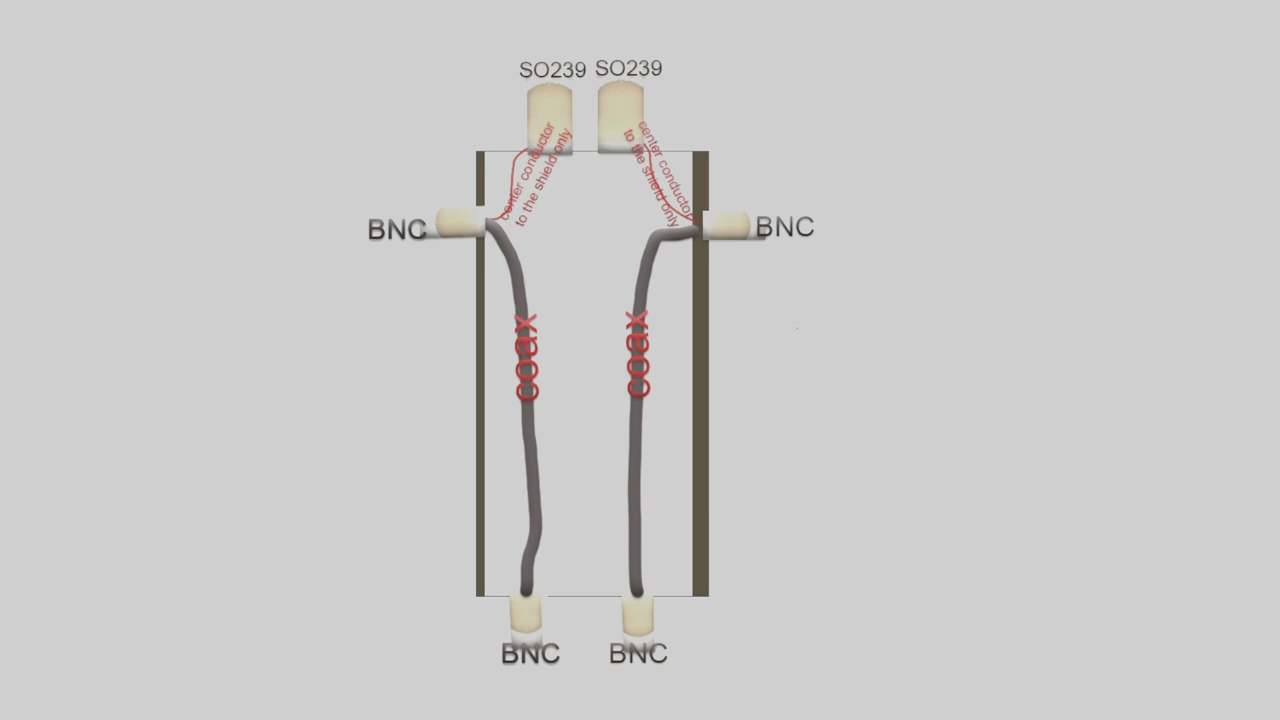 SO239 SO239
center conductor
to the shield only
center conductor
to the shield only
BNC
BNC
coax
coax
BNC
BNC